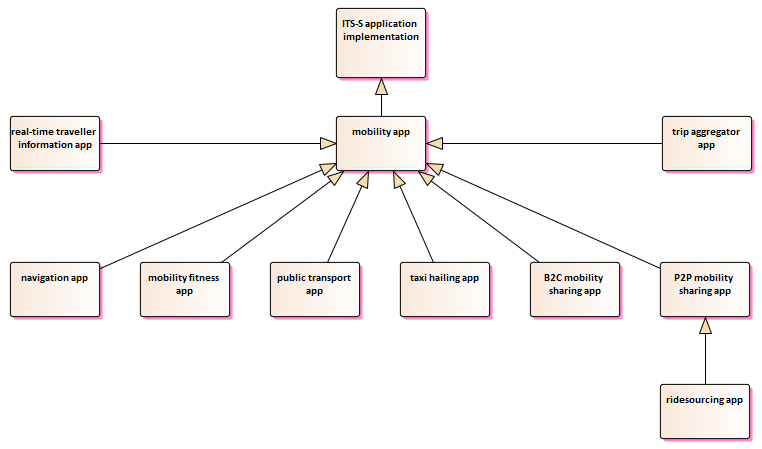 ITS-S application
implementation
real-time traveller
information app
mobility app
trip aggregator
app
navigation app
mobility fitness
app
public transport
app
taxi hailing app
B2C mobility
sharing app
P2P mobility
sharing app
ridesourcing app